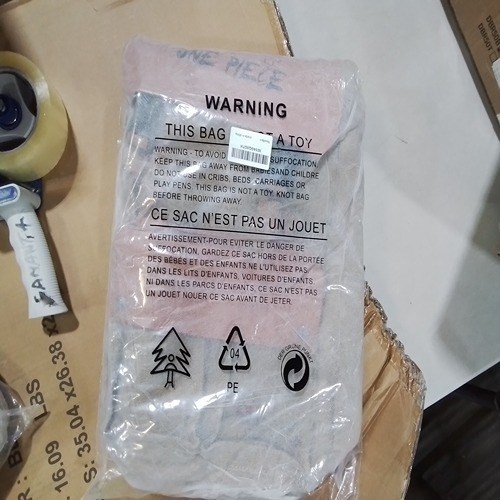 ONE PIECE
WARNING
THIS BAG A TOY
WARNING - TO AVOID SUFFOCATION
KEEP THIS BAG AWAY FROM BABIESAND CHILDRE
DO NOT USE IN CRIBS, BEDS, CARRIAGES OR
PLAY PENS. THIS BAG IS NOT A TOY. KNOT BAG
BEFORE THROWING AWAY.
CE SAC N'EST PAS UN JOUET
AVERTISSEMENT-POUR EVITER LE DANGER DE
SUFFOCATION, GARDEZ CE SAC HORS DE LA PORTÉE
DES BÉBES ET DES ENFANTS.NE L'UTILISEZ PAS
DANS LES LITS D'ENFANTS, VOITURES D'ENFANTS
NI DANS LES PARCS D'ENFANTS, CE SAC N'EST PAS
UN JOUET NOUER CE SAC AVANT DE JETER.
04
PE
LBS
16.09
S: 35.04 x26.38